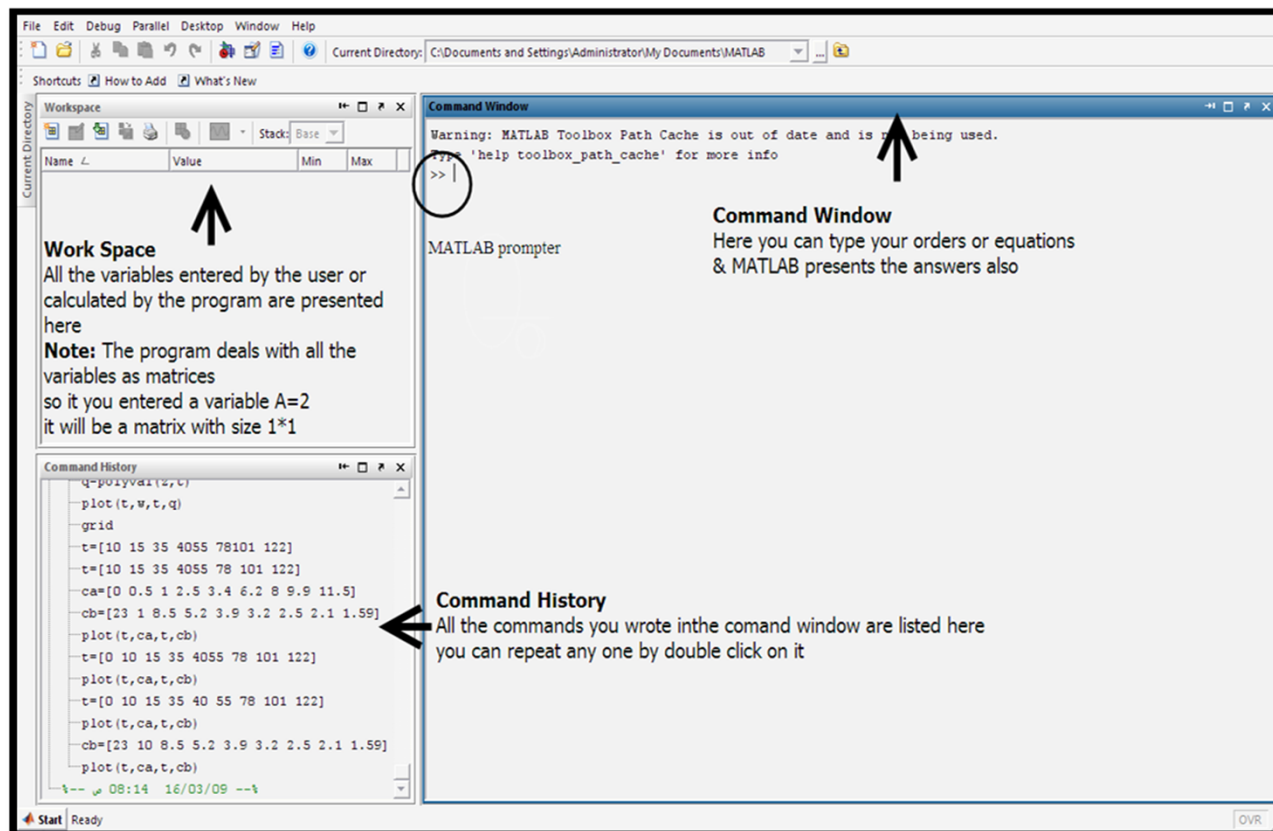 File Edit Debug Parallel Desktop Window Help
Current Directory: C:\Documents and Settings\Administrator\My Documents\MATLAB
Shortcuts How to Add What's New
Current Directory
Workspace
Stack: Base
Name Value Min Max
Work Space
All the variables entered by the user or
calculated by the program are presented
here
Note: The program deals with all the
variables as matrices
so it you entered a variable A=2
it will be a matrix with size 1*1
Command History
q=polyval(z,t)
plot(t,w,t,q)
grid
t=[10 15 35 4055 78101 122]
t=[10 15 35 4055 78 101 122]
ca=[0 0.5 1 2.5 3.4 6.2 8 9.9 11.5]
cb=[23 1 8.5 5.2 3.9 3.2 2.5 2.1 1.59]
plot(t,ca,t,cb)
t=[0 10 15 35 4055 78 101 122]
plot(t,ca,t,cb)
t=[0 10 15 35 40 55 78 101 122]
plot(t,ca,t,cb)
cb=[23 10 8.5 5.2 3.9 3.2 2.5 2.1 1.59]
plot(t,ca,t,cb)
%-- ص 08:14 16/03/09 --%
Command Window
Warning: MATLAB Toolbox Path Cache is out of date and is not being used.
Type 'help toolbox_path_cache' for more info
>>
MATLAB prompter
Command Window
Here you can type your orders or equations
& MATLAB presents the answers also
Command History
All the commands you wrote inthe comand window are listed here
you can repeat any one by double click on it
Start Ready
OVR